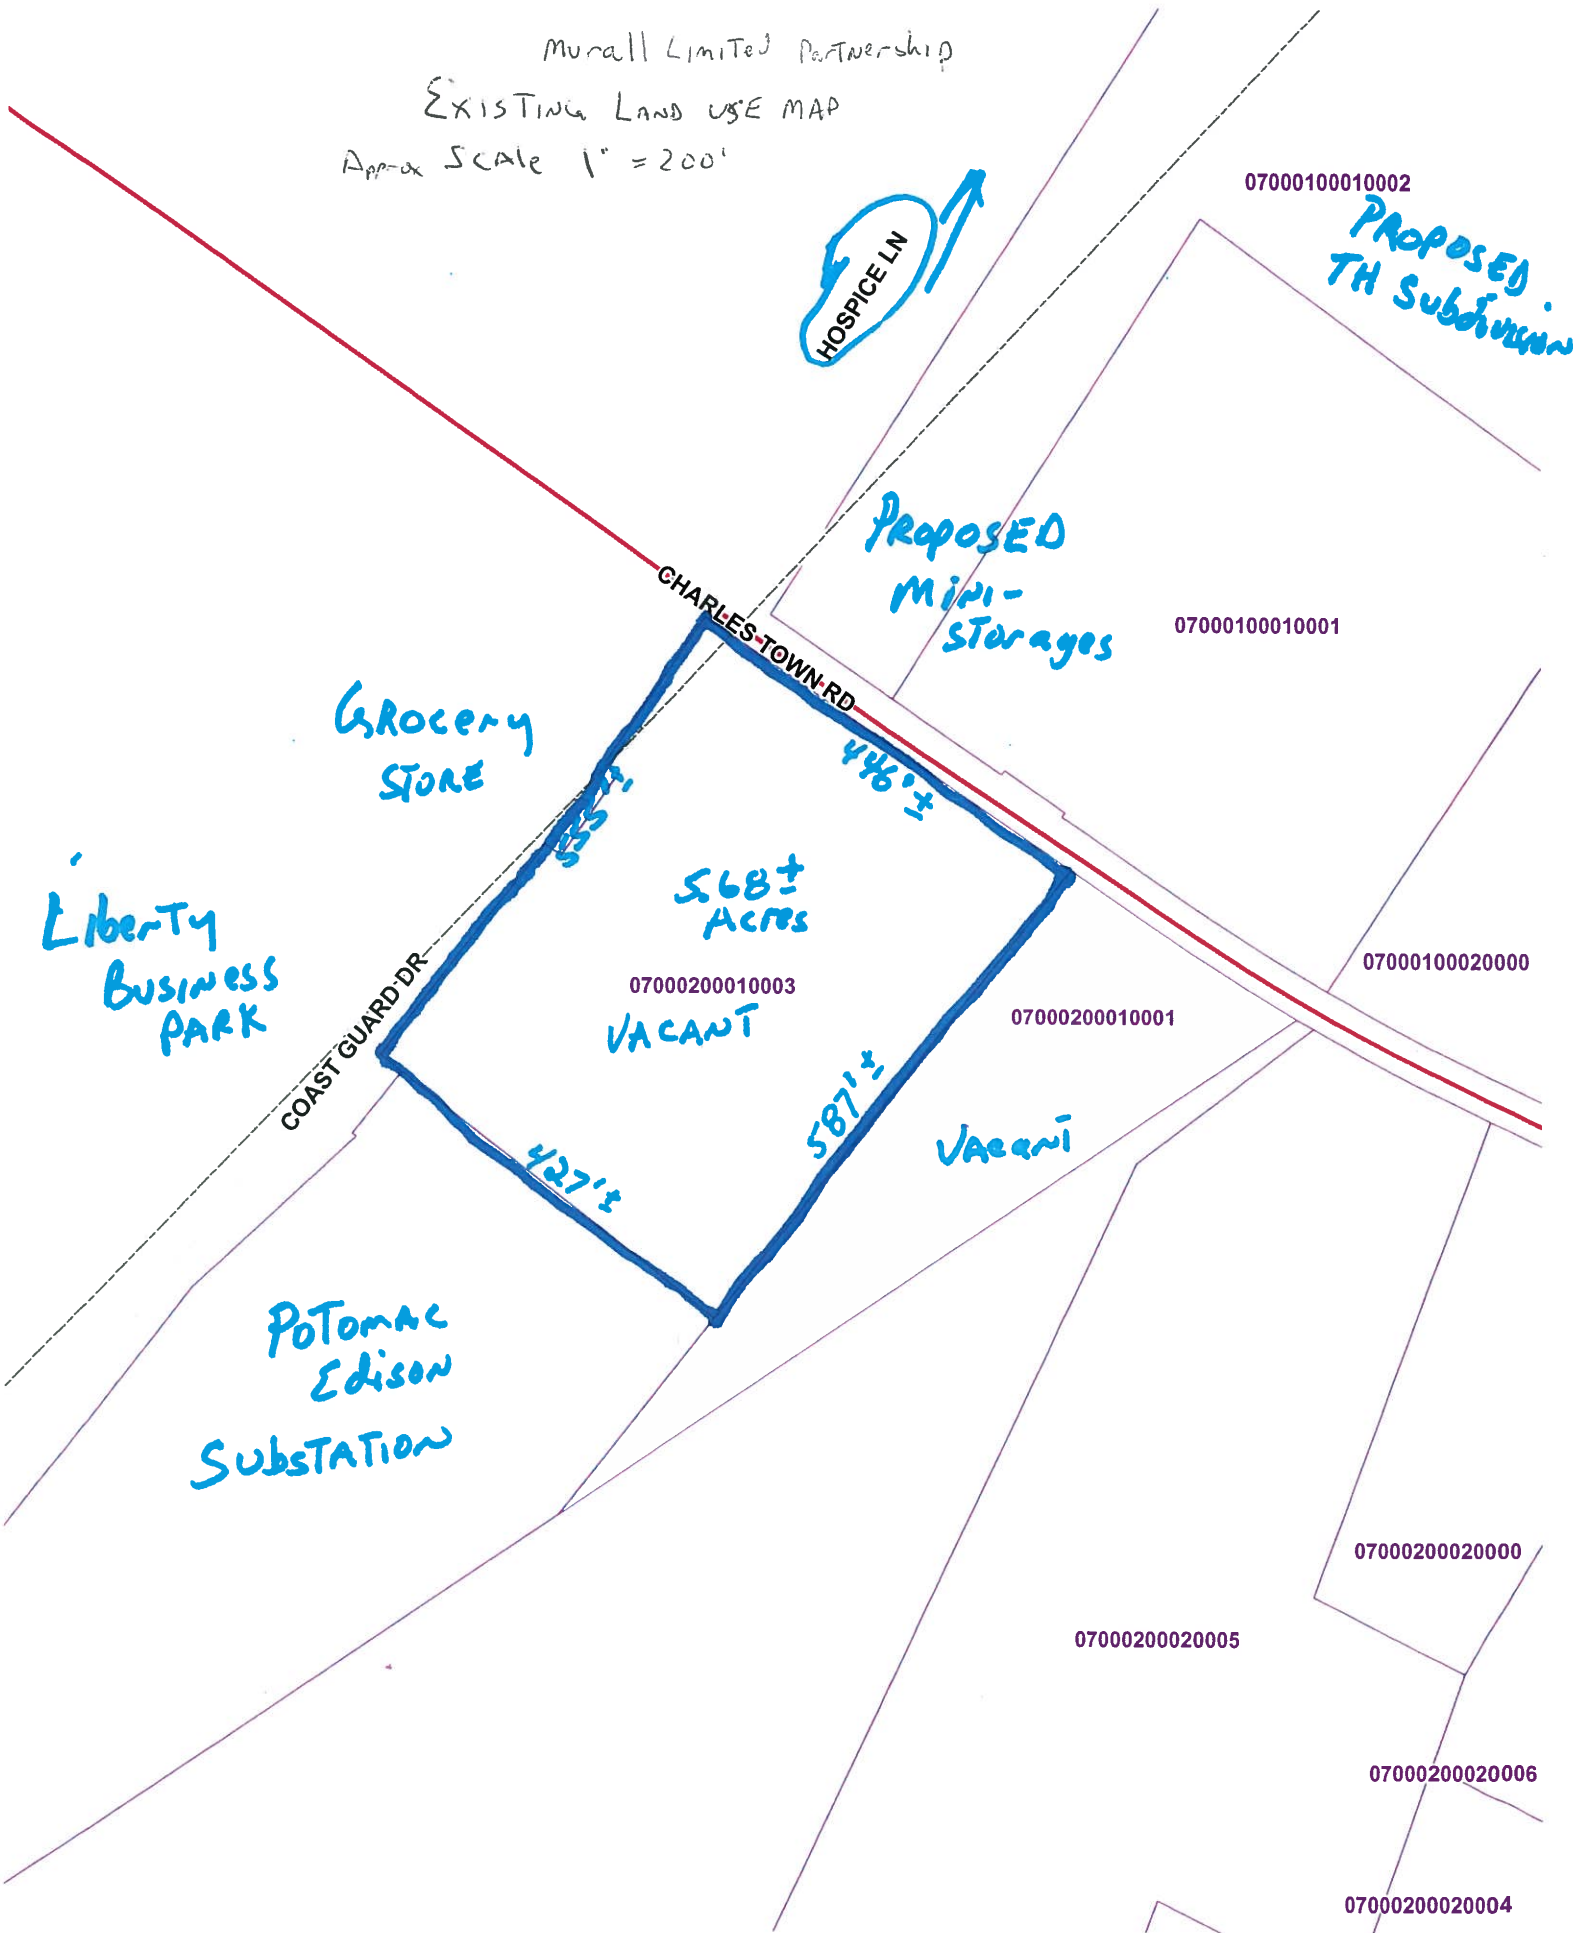 Murall Limited Partnership
Existing Land Use Map
Approx Scale 1" = 200'
07000100010002
Proposed
TH Subdivision
HOSPICE LN
Proposed
Mini-
Storages
07000100010001
CHARLES TOWN RD
446'±
Grocery
Store
555'±
5.68±
Acres
Liberty
Business
Park
COAST GUARD DR
07000200010003
Vacant
07000100020000
07000200010001
587'±
Vacant
427'±
Potomac
Edison
Substation
07000200020000
07000200020005
07000200020006
07000200020004